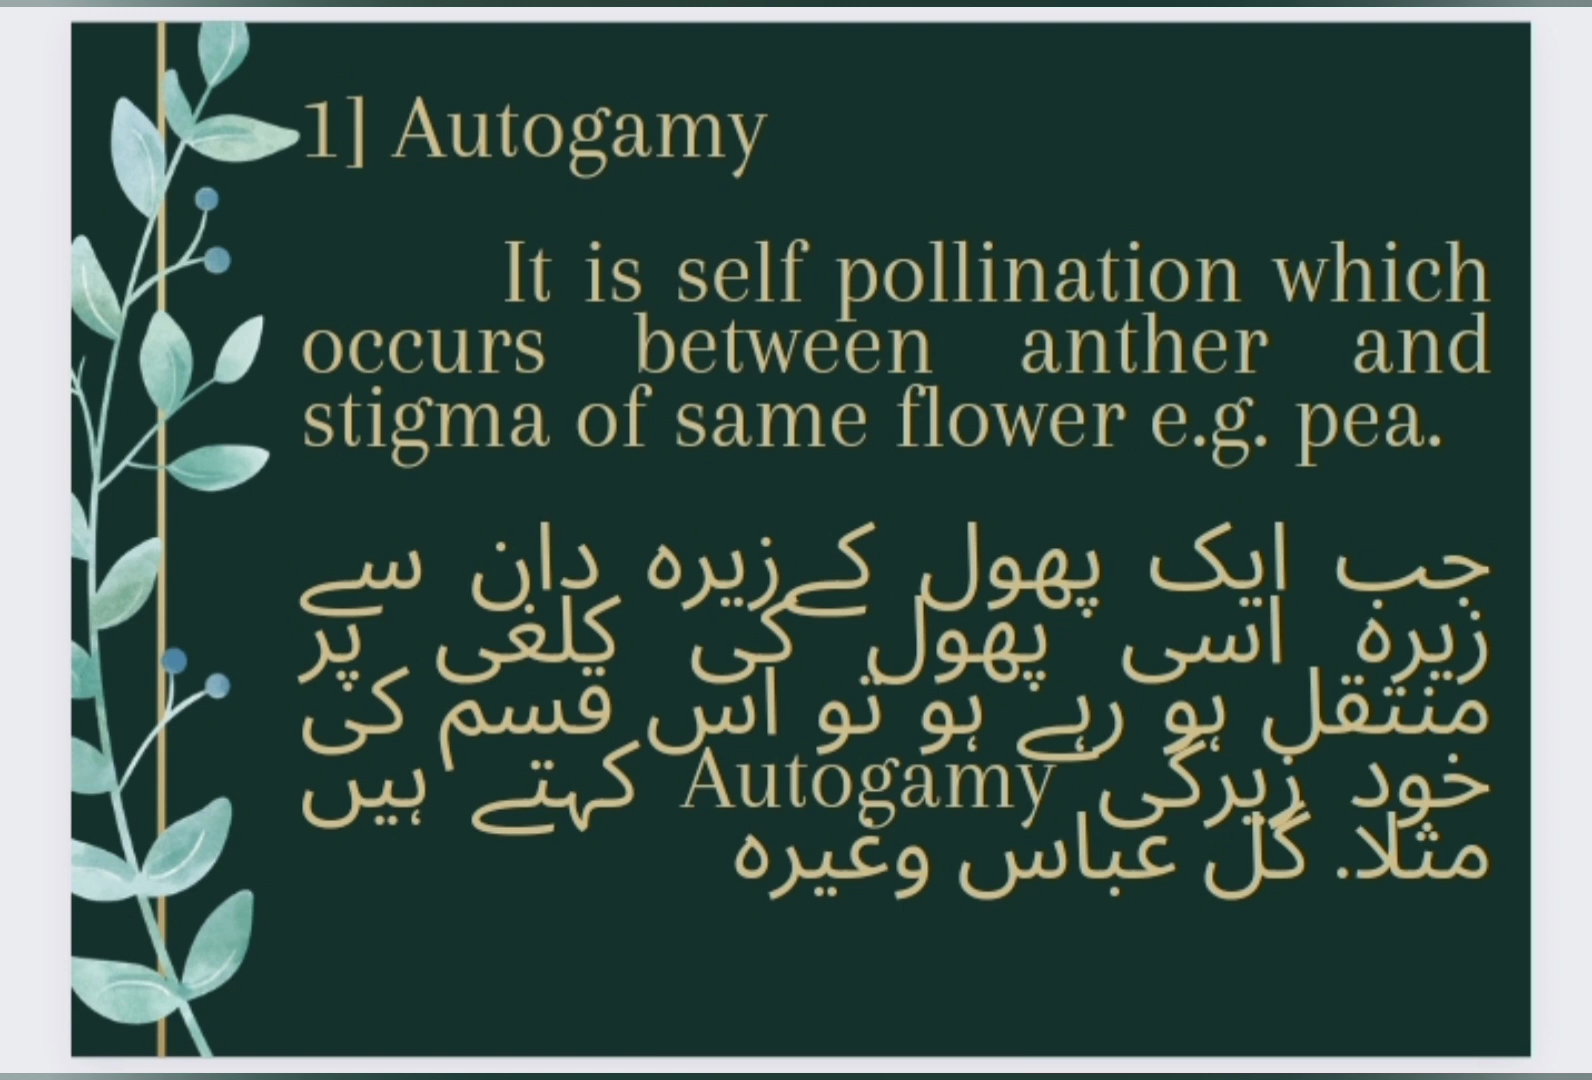 1] Autogamy
It is self pollination which
occurs between anther and
stigma of same flower e.g. pea.
جب ایک پھول کےزیرہ دان سے
زیرہ اسی پھول کی کلغی پر
منتقل ہو رہے ہو تو اس قسم کی
خود زیرگی Autogamy کہتے ہیں
مثلا. گل عباس وغیرہ